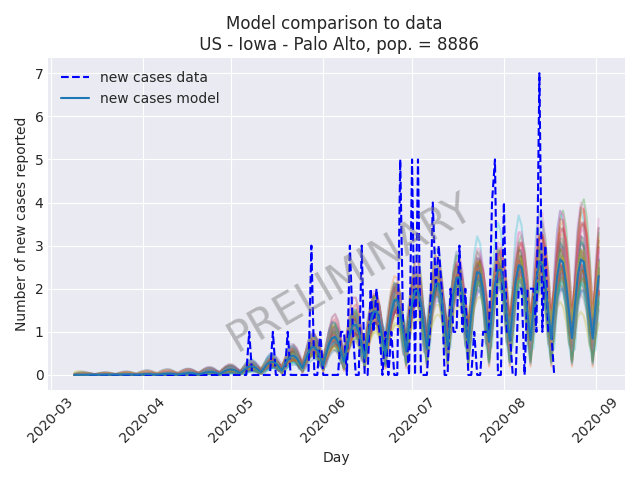 Model comparison to data
US - Iowa - Palo Alto, pop. = 8886
new cases data
new cases model
Number of new cases reported
7
6
5
4
3
2
1
0
PRELIMINARY
2020-03
2020-04
2020-05
2020-06
2020-07
2020-08
2020-09
Day